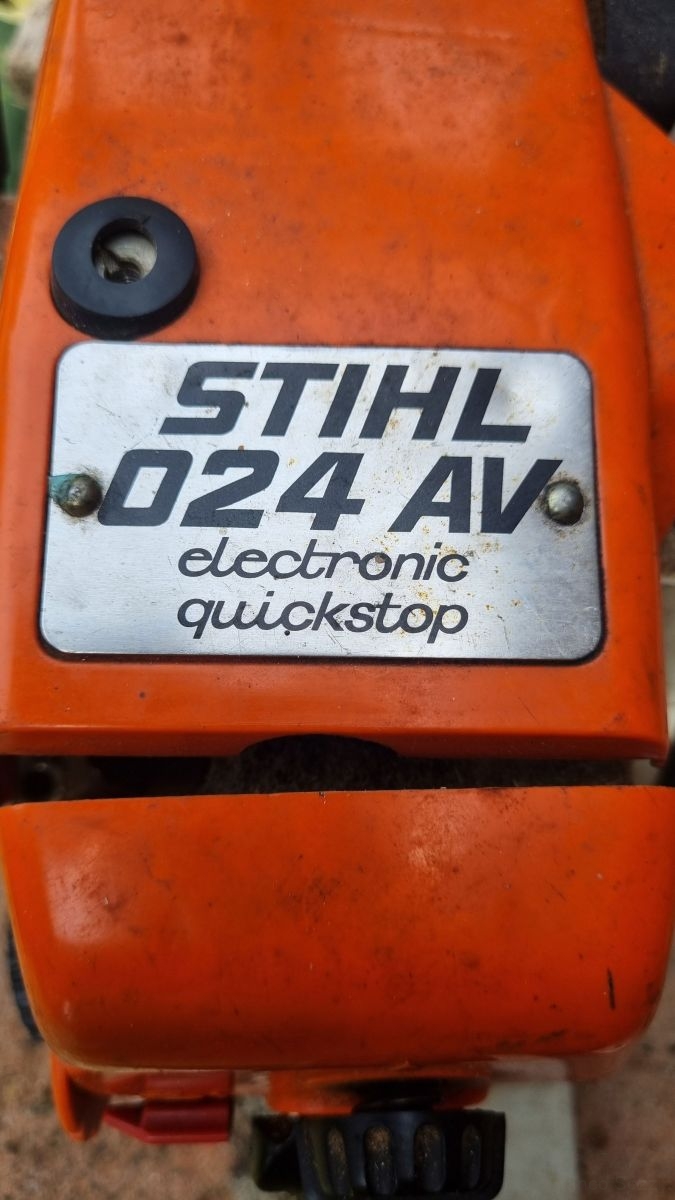 STIHL
024 AV
electronic
quickstop